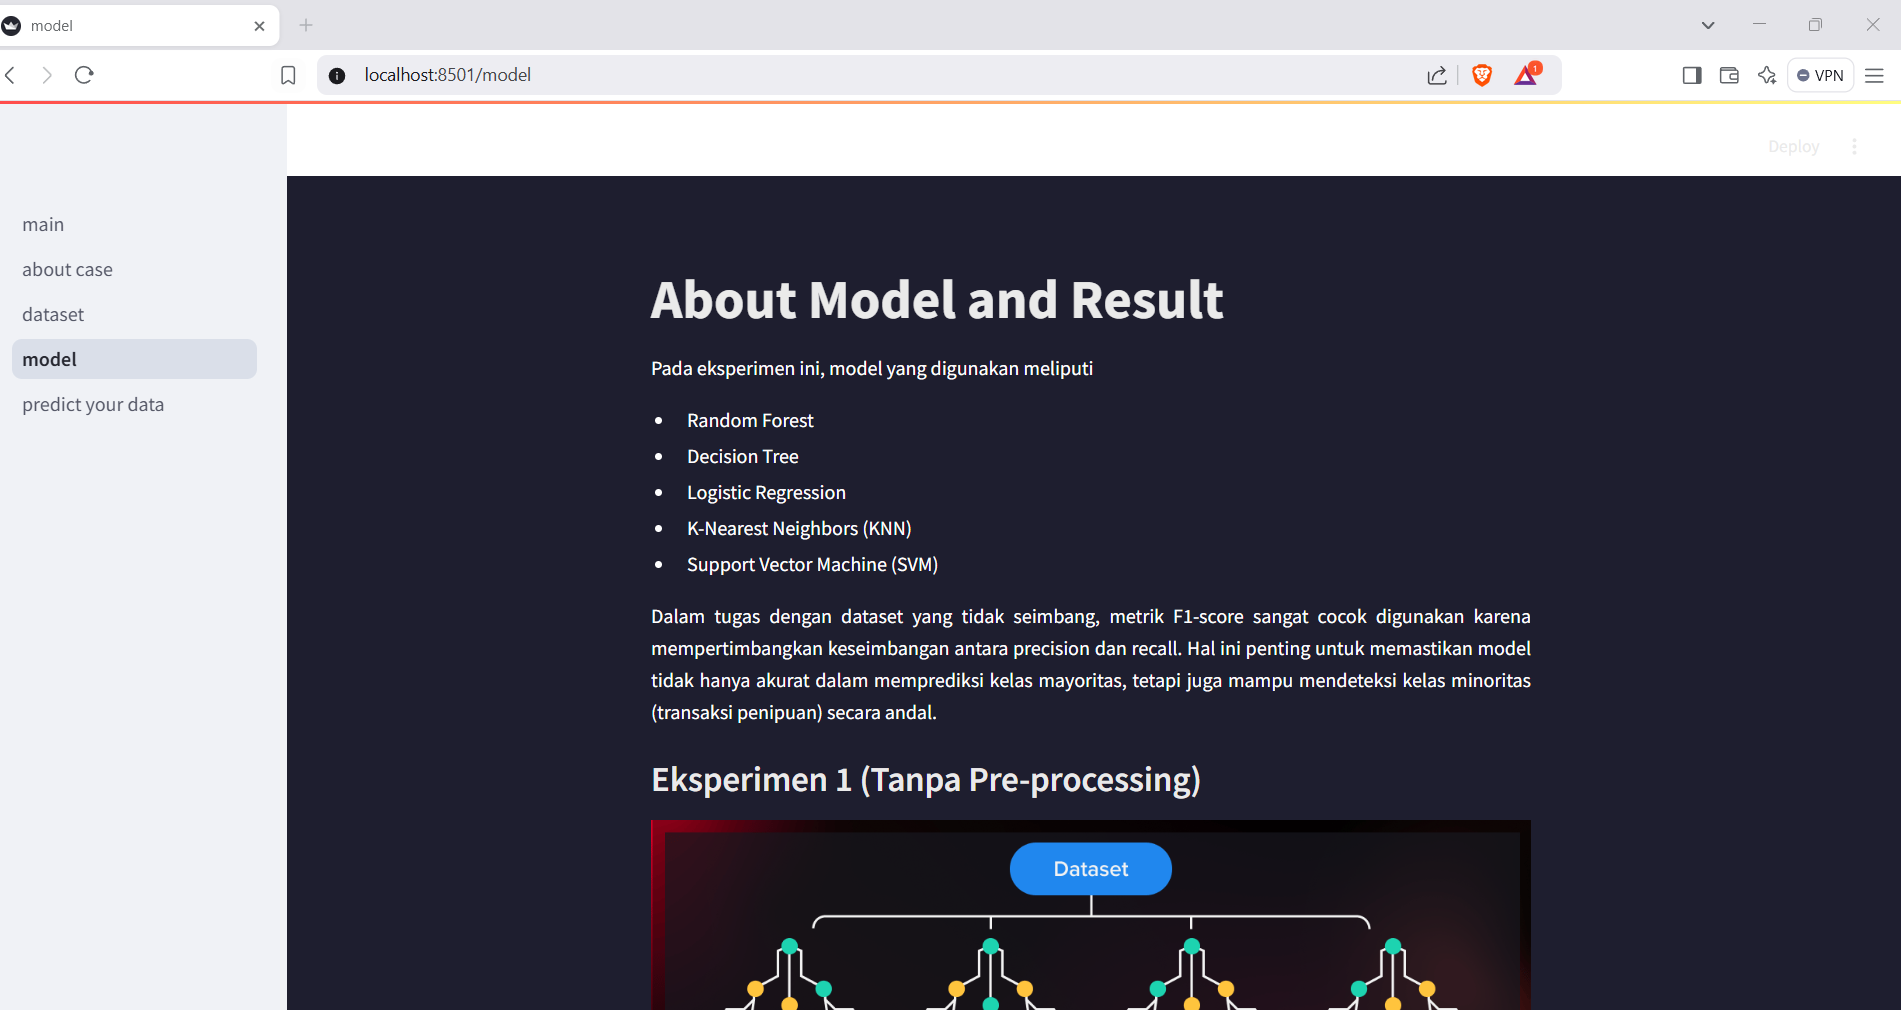 model
localhost:8501/model
1
VPN
Deploy
main
about case
dataset
model
predict your data
About Model and Result
Pada eksperimen ini, model yang digunakan meliputi
• Random Forest
• Decision Tree
• Logistic Regression
• K-Nearest Neighbors (KNN)
• Support Vector Machine (SVM)
Dalam tugas dengan dataset yang tidak seimbang, metrik F1-score sangat cocok digunakan karena
mempertimbangkan keseimbangan antara precision dan recall. Hal ini penting untuk memastikan model
tidak hanya akurat dalam memprediksi kelas mayoritas, tetapi juga mampu mendeteksi kelas minoritas
(transaksi penipuan) secara andal.
Eksperimen 1 (Tanpa Pre-processing)
Dataset